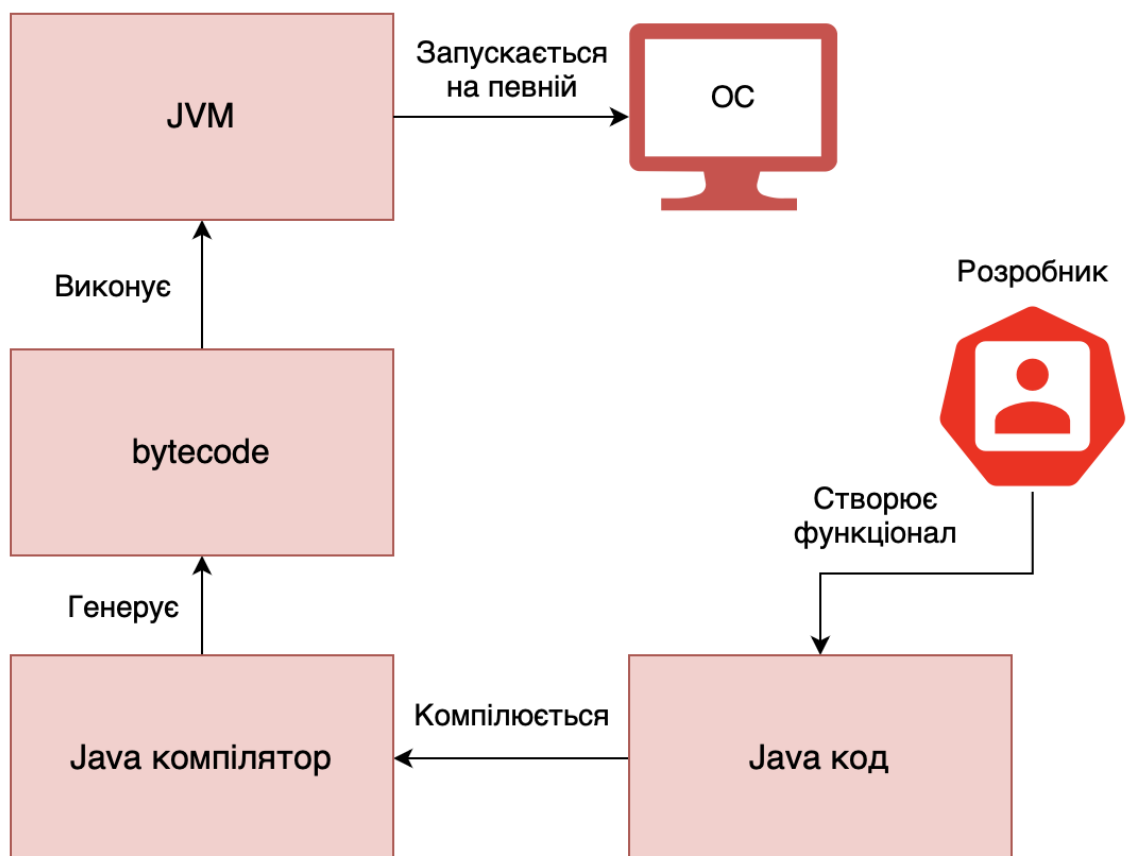 JVM
Запускається
на певній
ОС
Виконує
Розробник
bytecode
Створює
функціонал
Генерує
Java компілятор
Компілюється
Java код